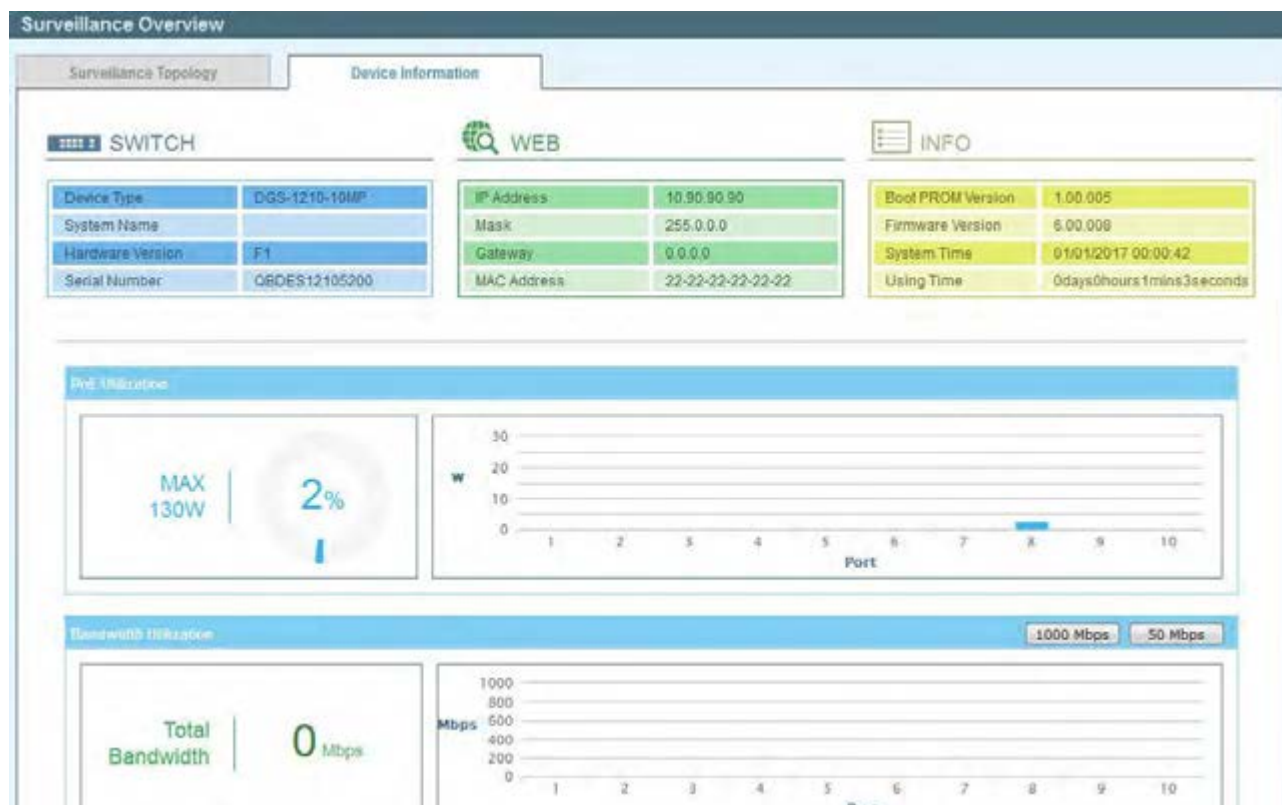 Surveillance Overview
Surveillance Topology
Device Information
SWITCH
Device Type DGS-1210-10MP
System Name
Hardware Version F1
Serial Number QBDES12105200
WEB
IP Address 10.90.90.90
Mask 255.0.0.0
Gateway 0.0.0.0
MAC Address 22-22-22-22-22-22
INFO
Boot PROM Version 1.00.005
Firmware Version 6.00.008
System Time 01/01/2017 00:00:42
Using Time 0days0hours1mins3seconds
PoE Utilization
MAX
130W
2%
30
W 20
10
0
1 2 3 4 5 6 7 8 9 10
Port
Bandwidth Utilization
1000 Mbps 50 Mbps
Total
Bandwidth
0 Mbps
1000
800
Mbps 600
400
200
0
1 2 3 4 5 6 7 8 9 10